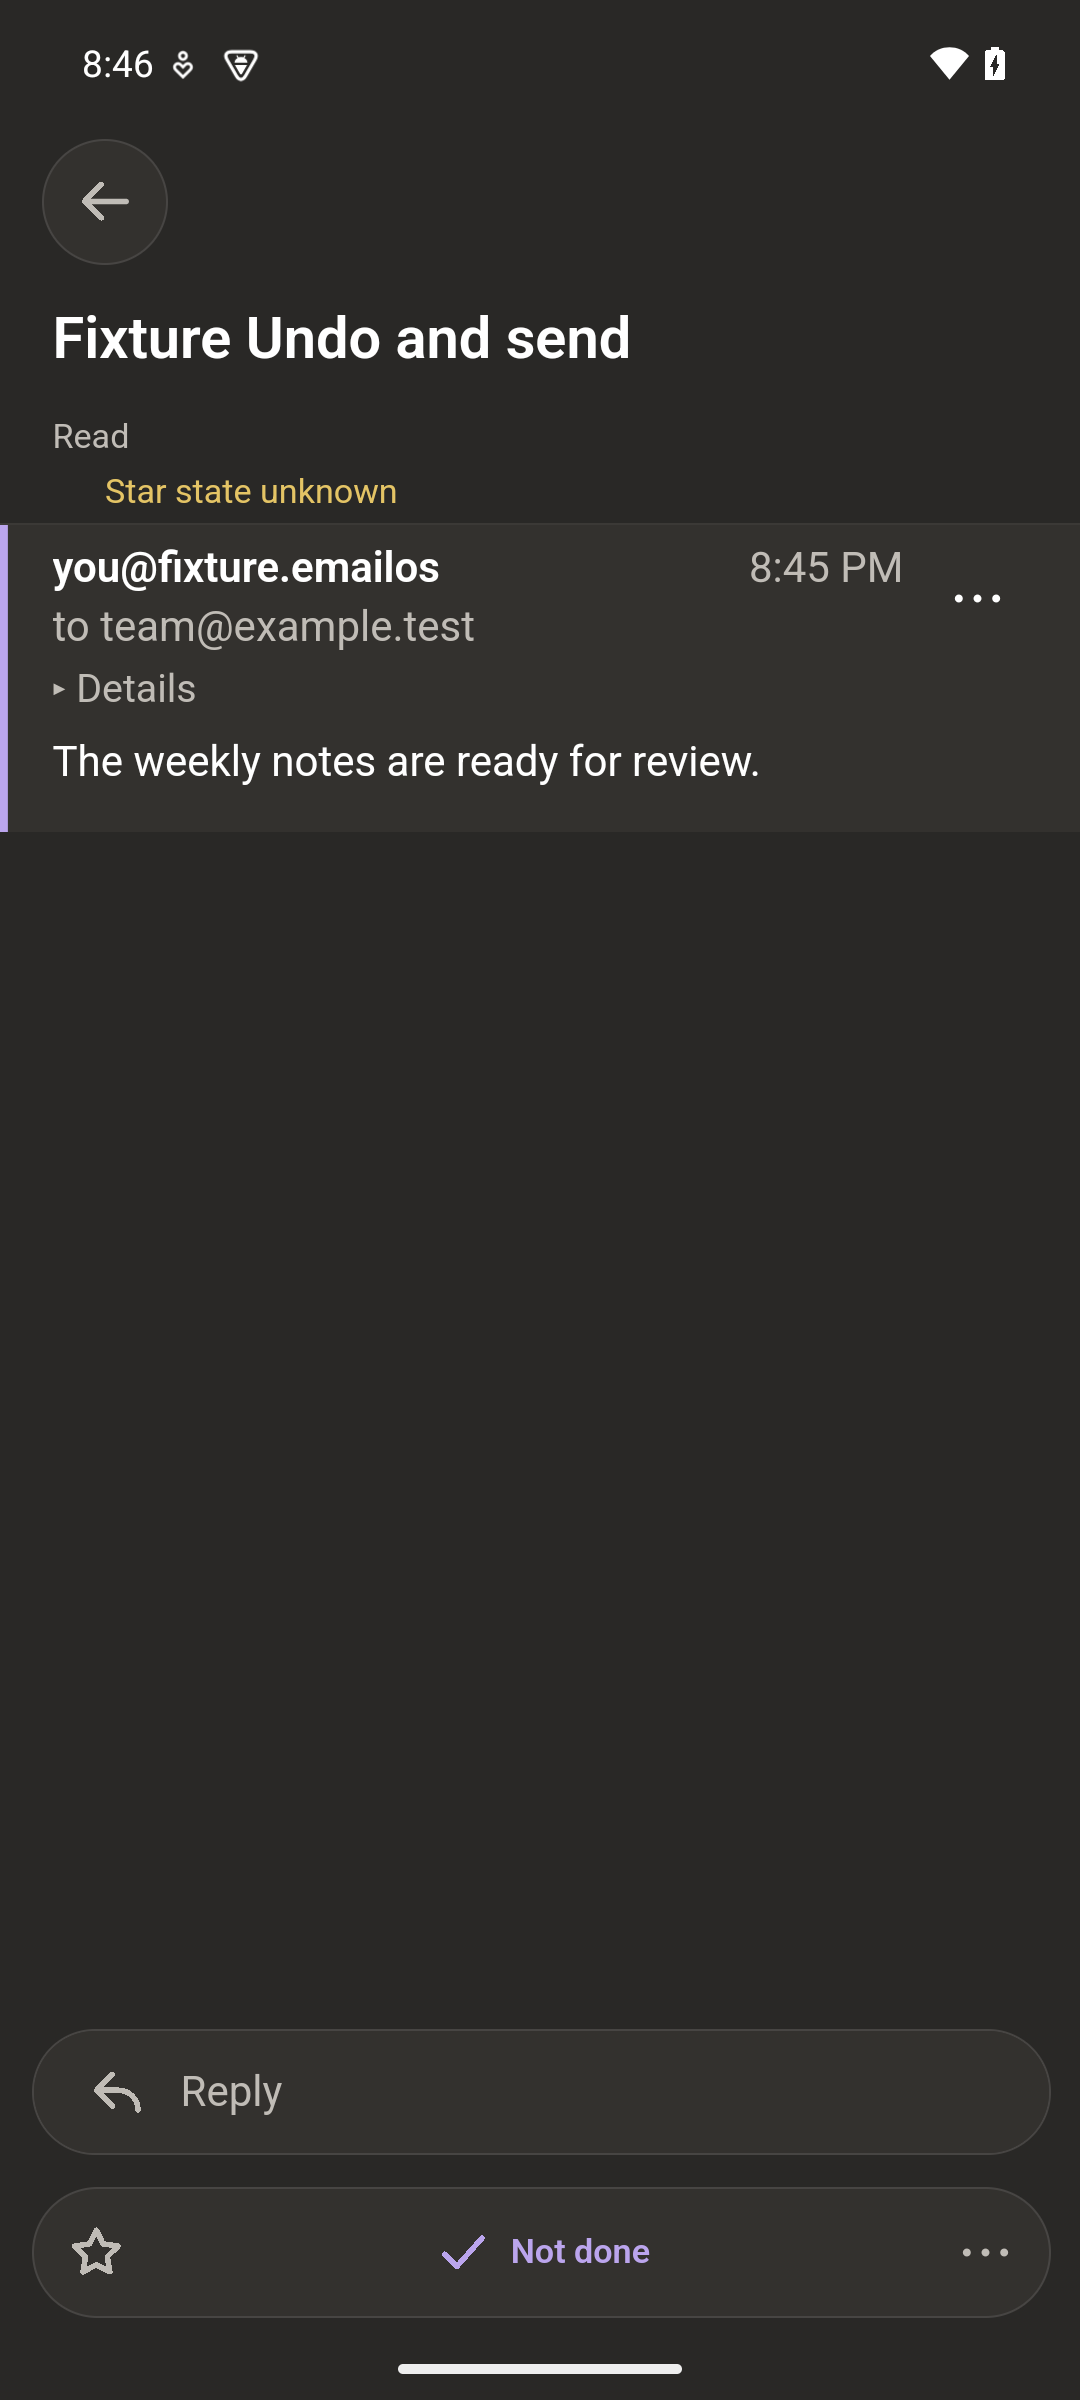 8:46
Fixture Undo and send
Read
Star state unknown
you@fixture.emailos 8:45 PM
to team@example.test
▸ Details
The weekly notes are ready for review.
Reply
Not done